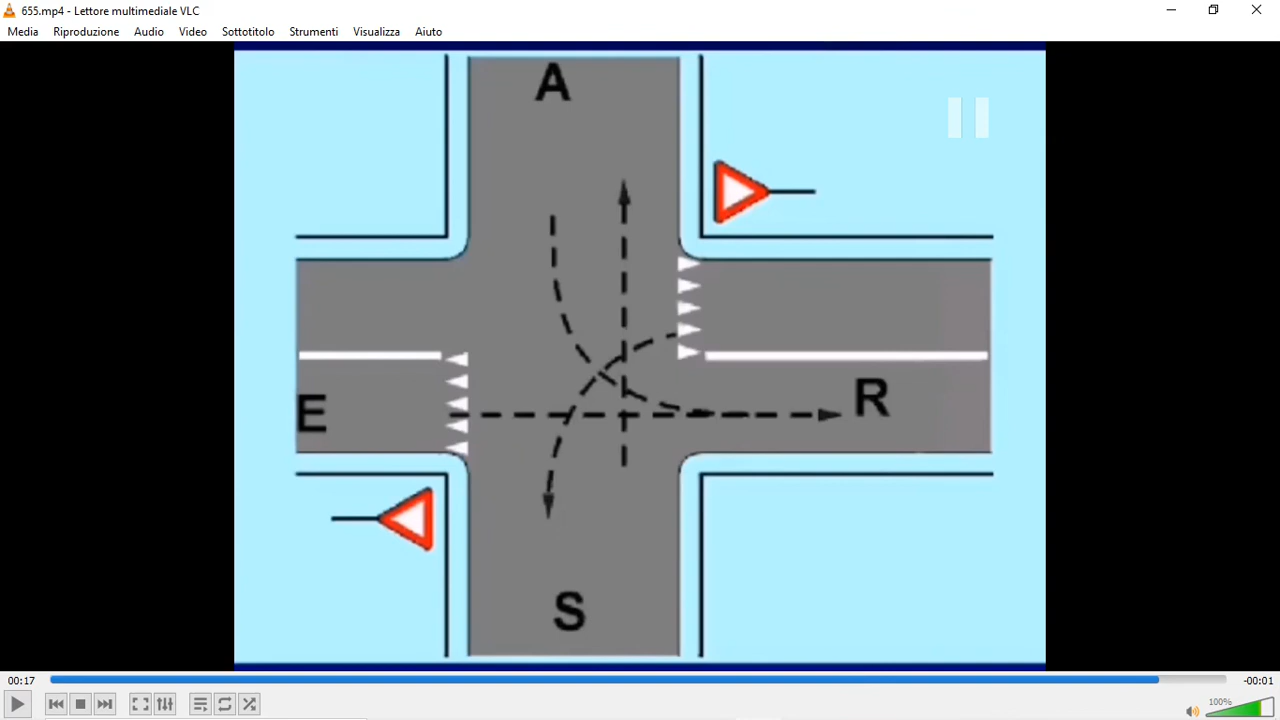 655.mp4 - Lettore multimediale VLC
Media Riproduzione Audio Video Sottotitolo Strumenti Visualizza Aiuto
A
E
R
S
00:17
-00:01
100%